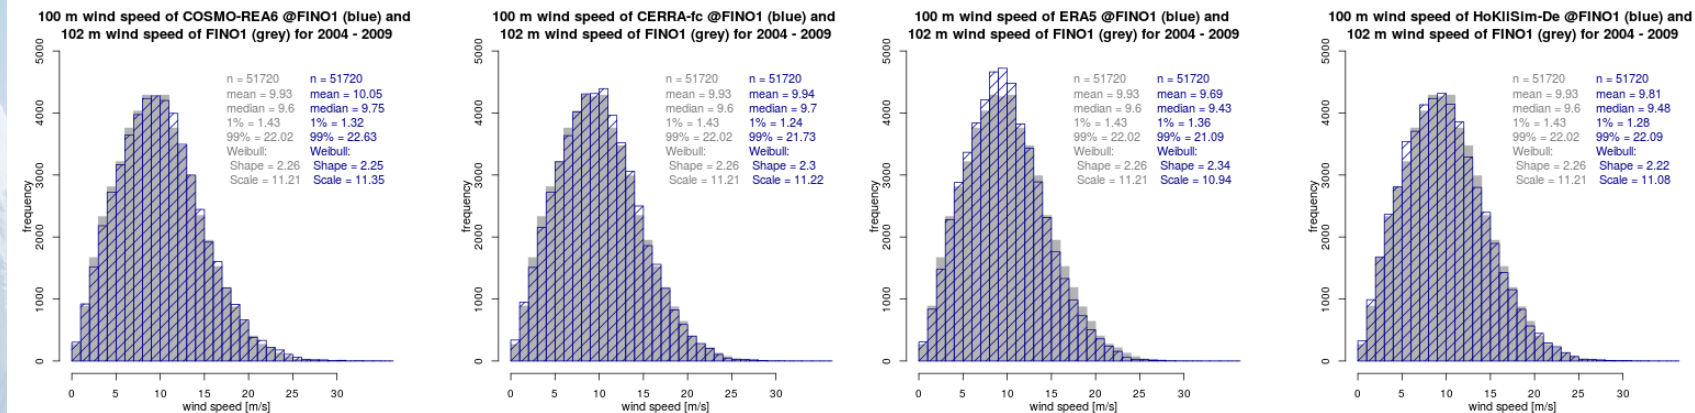 100 m wind speed of COSMO-REA6 @FINO1 (blue) and
102 m wind speed of FINO1 (grey) for 2004 - 2009
n = 51720 n = 51720
mean = 9.93 mean = 10.05
median = 9.6 median = 9.75
1% = 1.43 1% = 1.32
99% = 22.02 99% = 22.63
Weibull: Weibull:
Shape = 2.26 Shape = 2.25
Scale = 11.21 Scale = 11.35
frequency
0 1000 2000 3000 4000 5000
0 5 10 15 20 25 30
wind speed [m/s]
100 m wind speed of CERRA-fc @FINO1 (blue) and
102 m wind speed of FINO1 (grey) for 2004 - 2009
n = 51720 n = 51720
mean = 9.93 mean = 9.94
median = 9.6 median = 9.7
1% = 1.43 1% = 1.24
99% = 22.02 99% = 21.73
Weibull: Weibull:
Shape = 2.26 Shape = 2.3
Scale = 11.21 Scale = 11.22
frequency
0 1000 2000 3000 4000 5000
0 5 10 15 20 25 30
wind speed [m/s]
100 m wind speed of ERA5 @FINO1 (blue) and
102 m wind speed of FINO1 (grey) for 2004 - 2009
n = 51720 n = 51720
mean = 9.93 mean = 9.69
median = 9.6 median = 9.43
1% = 1.43 1% = 1.36
99% = 22.02 99% = 21.09
Weibull: Weibull:
Shape = 2.26 Shape = 2.34
Scale = 11.21 Scale = 10.94
frequency
0 1000 2000 3000 4000 5000
0 5 10 15 20 25 30
wind speed [m/s]
100 m wind speed of HoKliSim-De @FINO1 (blue) and
102 m wind speed of FINO1 (grey) for 2004 - 2009
n = 51720 n = 51720
mean = 9.93 mean = 9.81
median = 9.6 median = 9.48
1% = 1.43 1% = 1.28
99% = 22.02 99% = 22.09
Weibull: Weibull:
Shape = 2.26 Shape = 2.22
Scale = 11.21 Scale = 11.08
frequency
0 1000 2000 3000 4000 5000
0 5 10 15 20 25 30
wind speed [m/s]